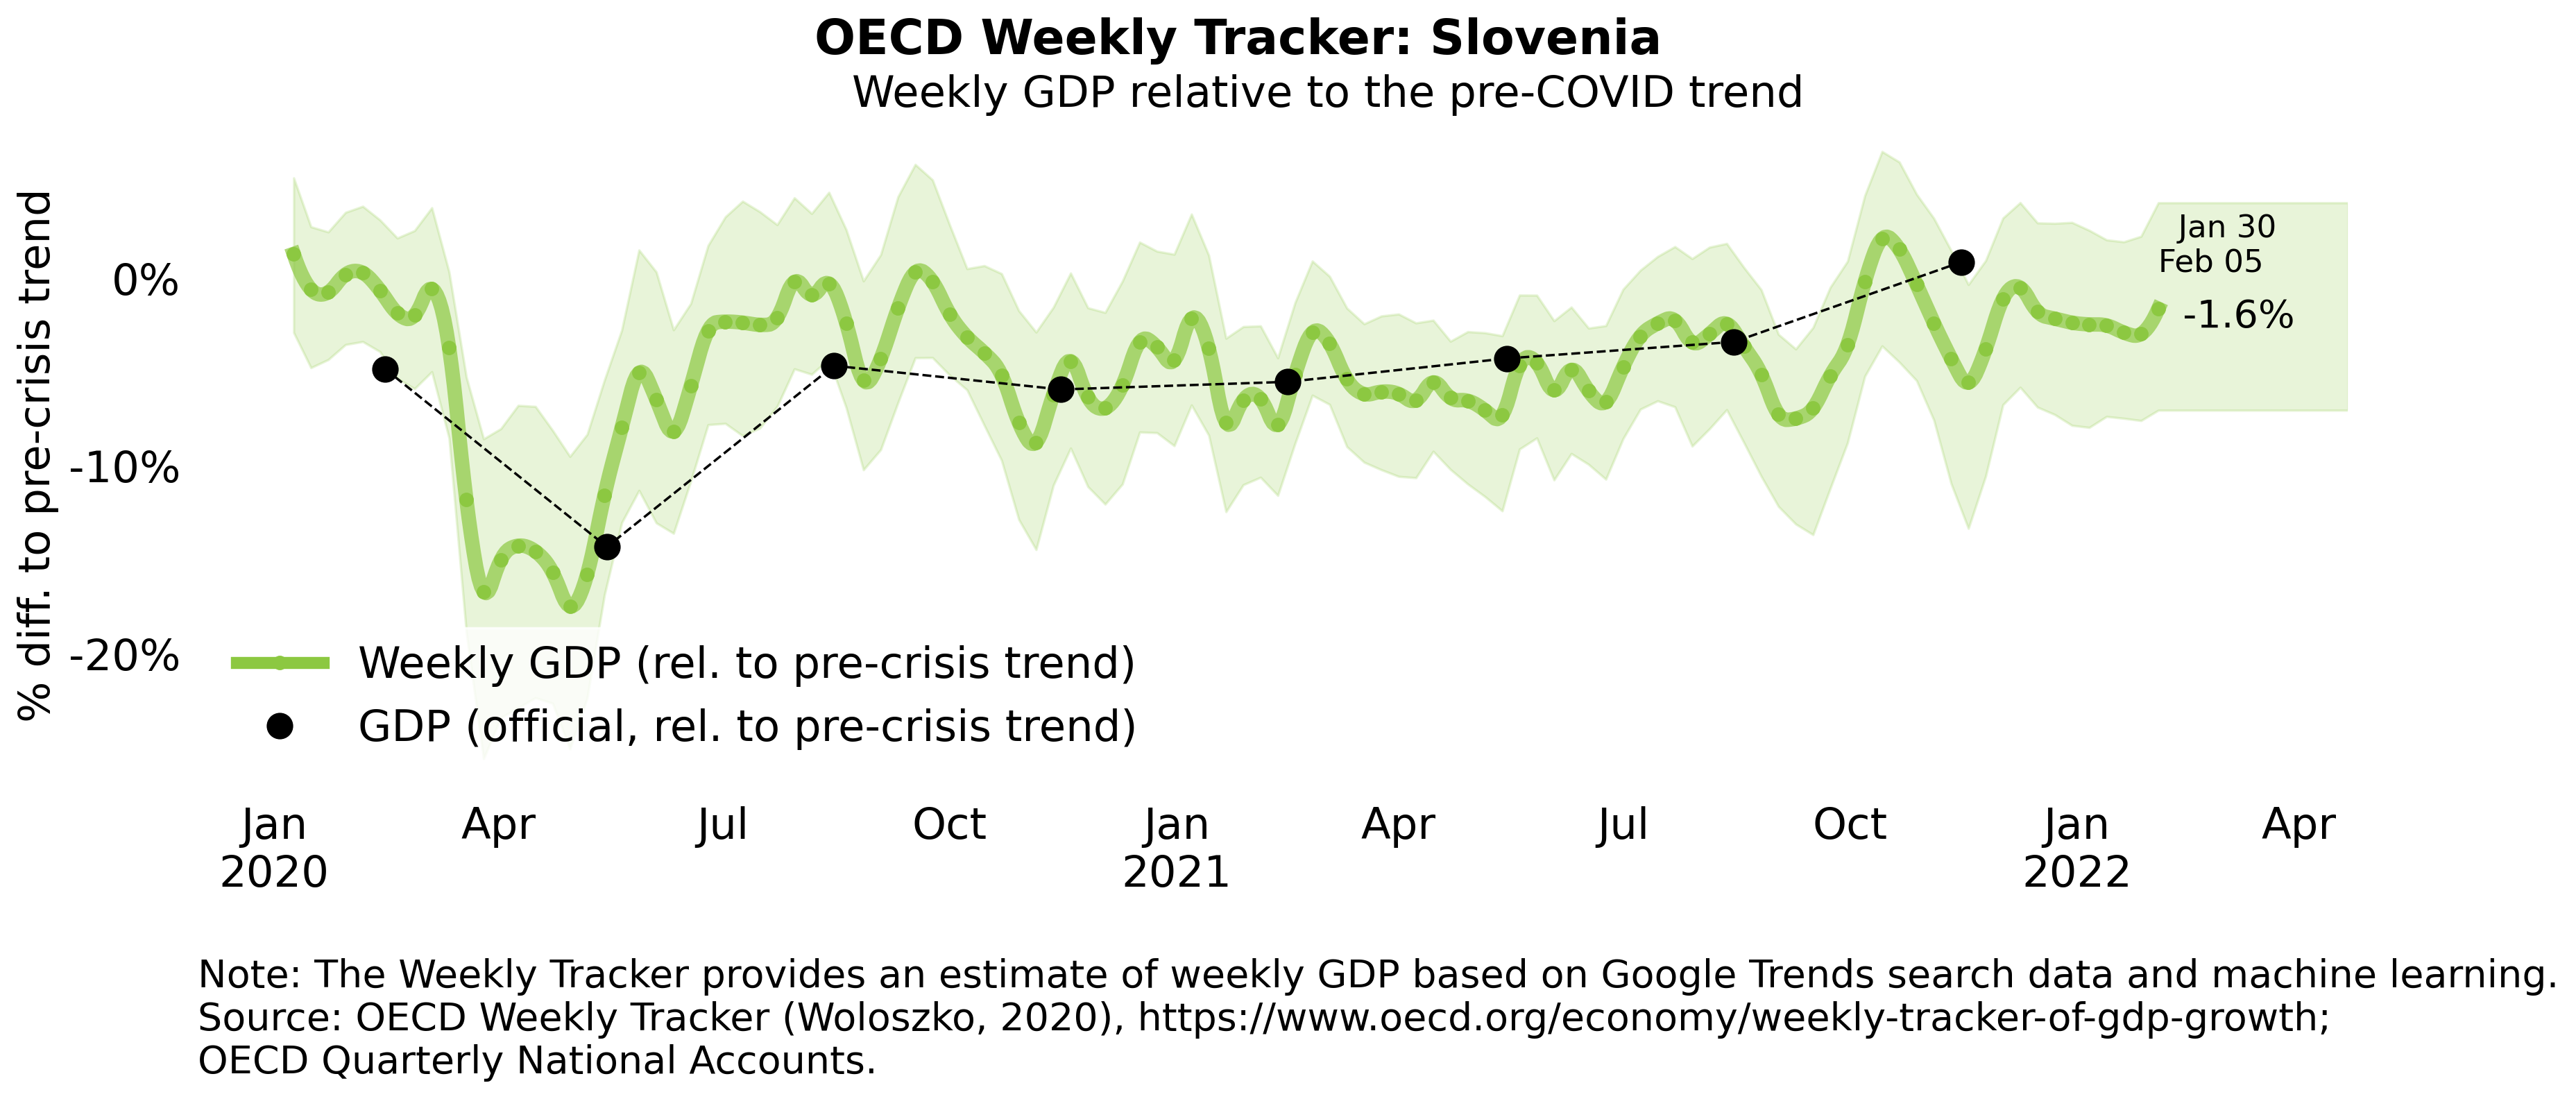 OECD Weekly Tracker: Slovenia
Weekly GDP relative to the pre-COVID trend
% diff. to pre-crisis trend
0%
-10%
-20%
Jan 30
Feb 05
-1.6%
Weekly GDP (rel. to pre-crisis trend)
GDP (official, rel. to pre-crisis trend)
Jan Apr Jul Oct Jan Apr Jul Oct Jan Apr
2020 2021 2022
Note: The Weekly Tracker provides an estimate of weekly GDP based on Google Trends search data and machine learning.
Source: OECD Weekly Tracker (Woloszko, 2020), https://www.oecd.org/economy/weekly-tracker-of-gdp-growth;
OECD Quarterly National Accounts.